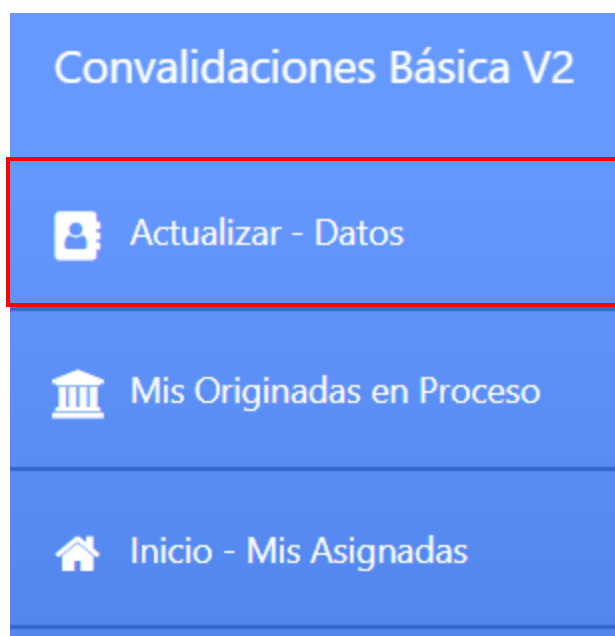 Convalidaciones Básica V2
Actualizar - Datos
Mis Originadas en Proceso
Inicio - Mis Asignadas